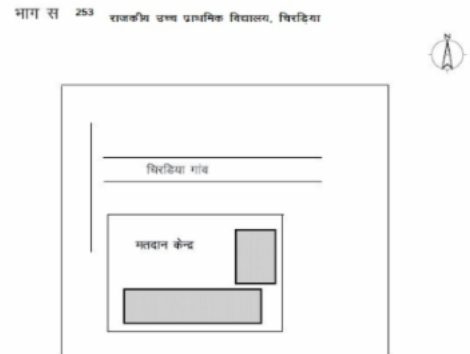 भाग स 253 राजकीय उच्च प्राथमिक विद्यालय, चिरडिया
N
चिरडिया गांव
मतदान केन्द्र